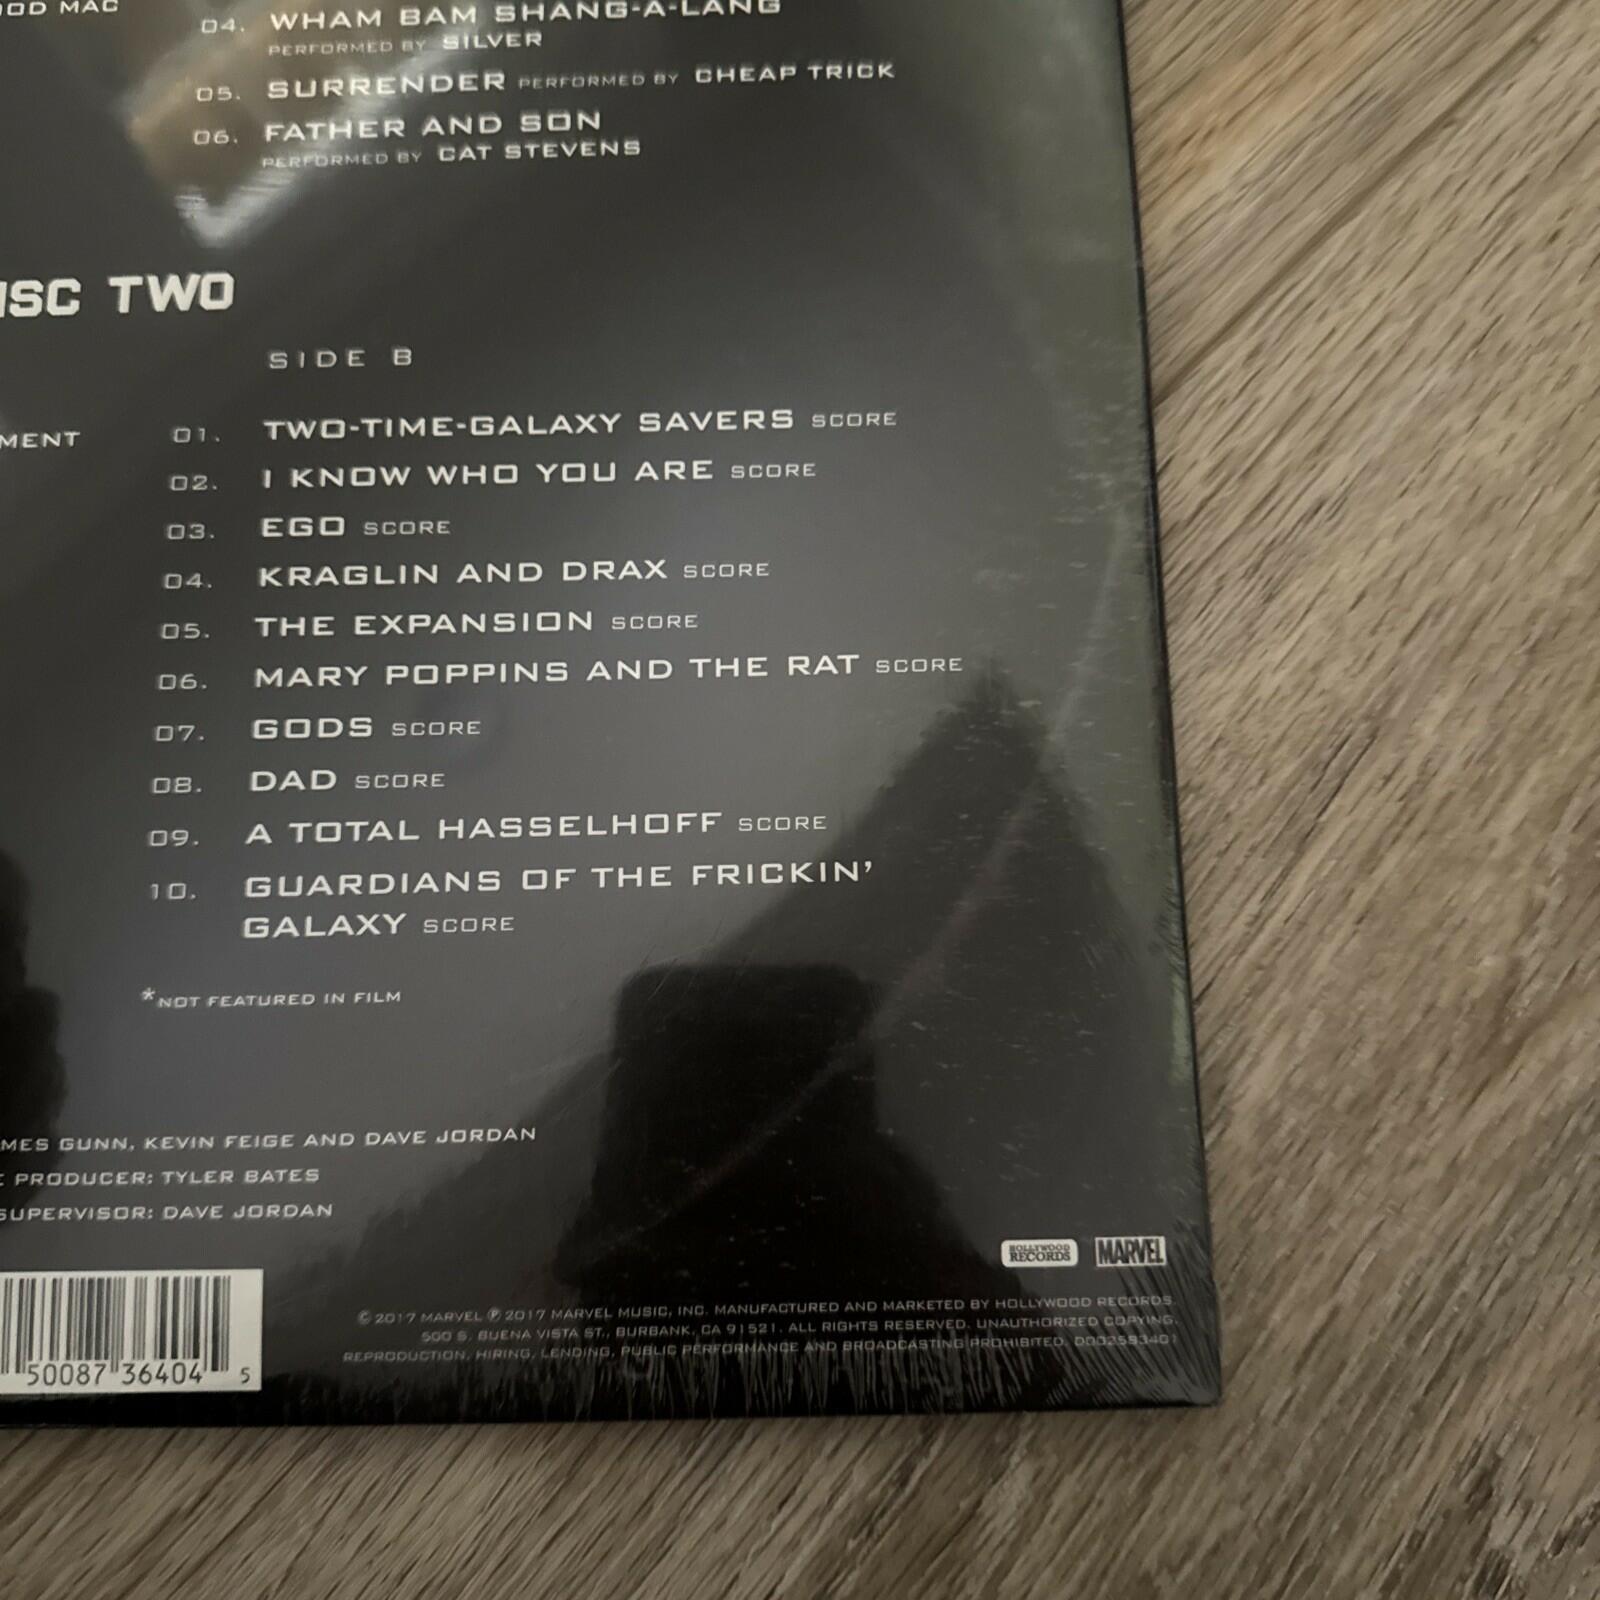 OD MAC
04. WHAM BAM SHANG-A-LANG
PERFORMED BY SILVER
05. SURRENDER PERFORMED BY CHEAP TRICK
06. FATHER AND SON
PERFORMED BY CAT STEVENS
ISC TWO
SIDE B
MENT
01. TWO-TIME-GALAXY SAVERS SCORE
02. I KNOW WHO YOU ARE SCORE
03. EGO SCORE
04. KRAGLIN AND DRAX SCORE
05. THE EXPANSION SCORE
06. MARY POPPINS AND THE RAT SCORE
07. GODS SCORE
08. DAD SCORE
09. A TOTAL HASSELHOFF SCORE
10. GUARDIANS OF THE FRICKIN'
GALAXY SCORE
*NOT FEATURED IN FILM
MES GUNN, KEVIN FEIGE AND DAVE JORDAN
E PRODUCER: TYLER BATES
SUPERVISOR: DAVE JORDAN
HOLLYWOOD RECORDS MARVEL
50087 36404 5
© 2017 MARVEL ℗ 2017 MARVEL MUSIC, INC. MANUFACTURED AND MARKETED BY HOLLYWOOD RECORDS.
500 S. BUENA VISTA ST., BURBANK, CA 91521. ALL RIGHTS RESERVED. UNAUTHORIZED COPYING,
REPRODUCTION, HIRING, LENDING, PUBLIC PERFORMANCE AND BROADCASTING PROHIBITED. D002583401